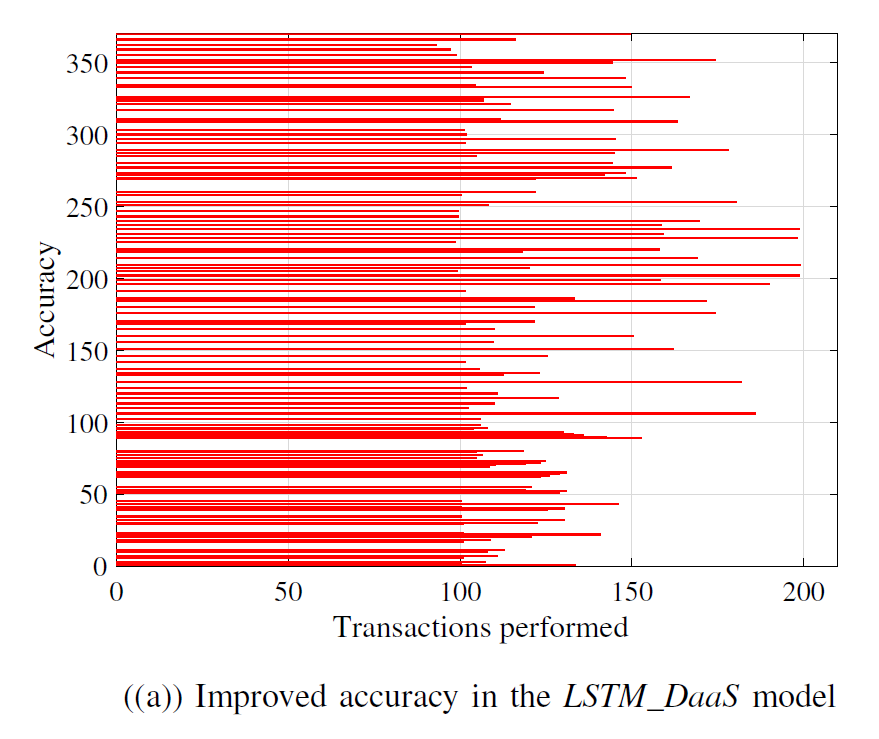 350
300
250
200
150
100
50
0
Accuracy
0 50 100 150 200
Transactions performed
((a)) Improved accuracy in the LSTM_DaaS model